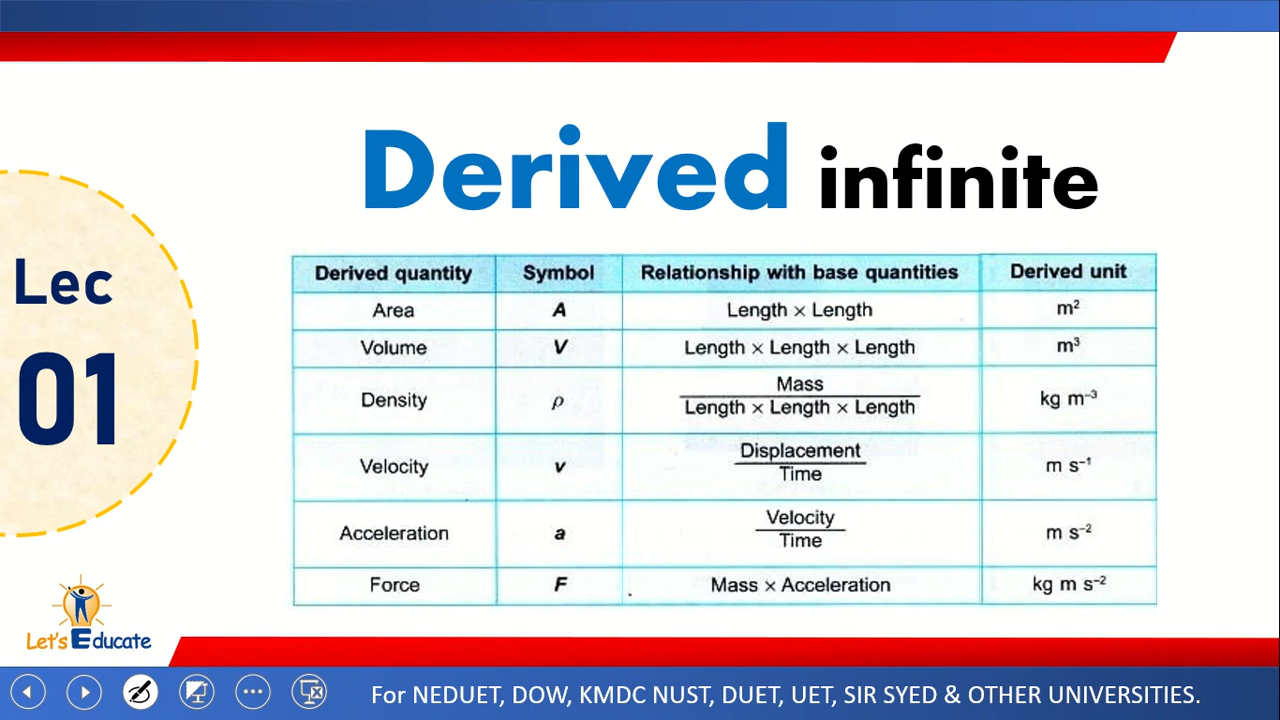 Derived infinite
Lec
01
Derived quantity Symbol Relationship with base quantities Derived unit
Area A Length × Length m²
Volume V Length × Length × Length m³
Density ρ Mass / Length × Length × Length kg m⁻³
Velocity v Displacement / Time m s⁻¹
Acceleration a Velocity / Time m s⁻²
Force F Mass × Acceleration kg m s⁻²
Let's Educate
For NEDUET, DOW, KMDC NUST, DUET, UET, SIR SYED & OTHER UNIVERSITIES.